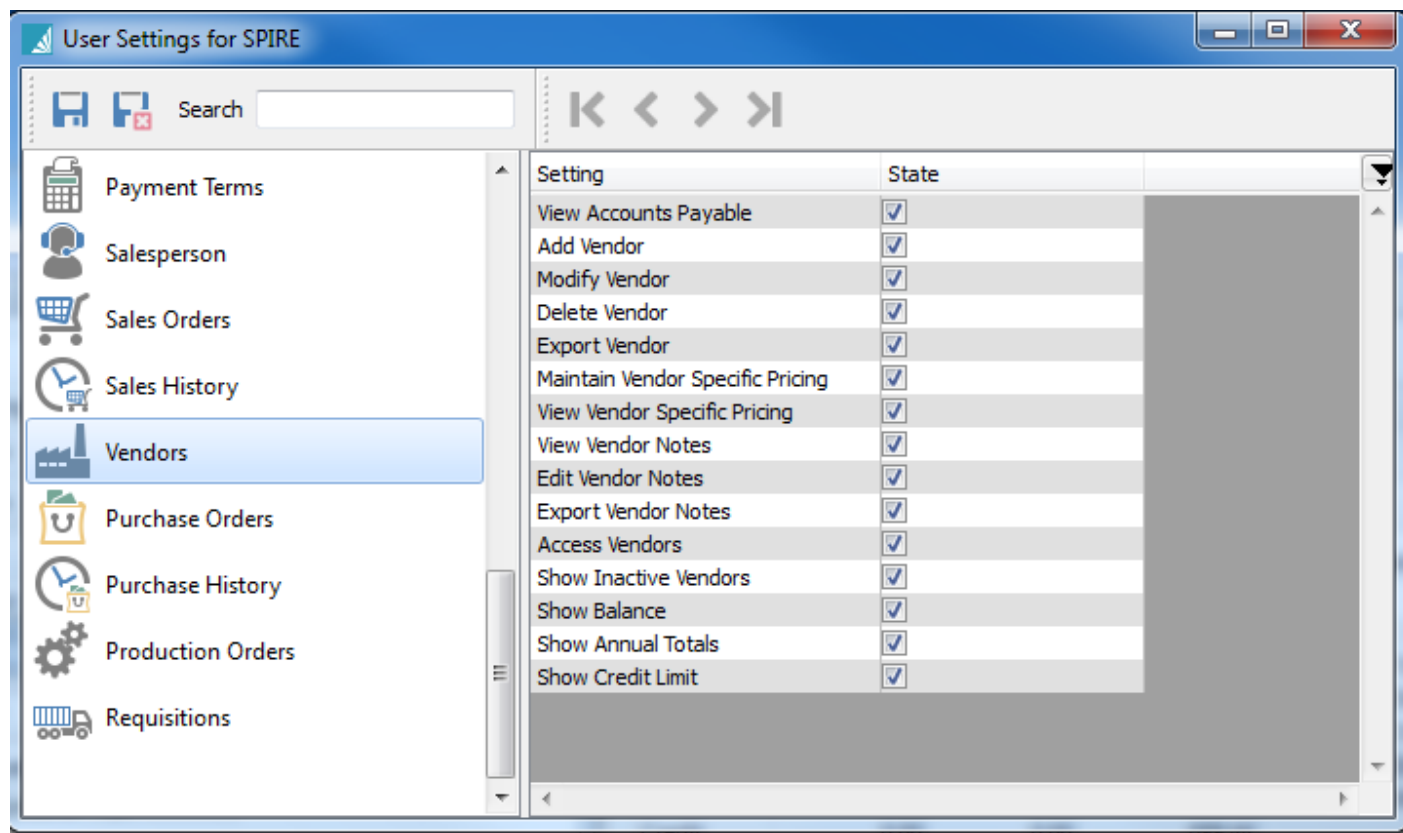 User Settings for SPIRE
Search
Payment Terms
Salesperson
Sales Orders
Sales History
Vendors
Purchase Orders
Purchase History
Production Orders
Requisitions
Setting State
View Accounts Payable
Add Vendor
Modify Vendor
Delete Vendor
Export Vendor
Maintain Vendor Specific Pricing
View Vendor Specific Pricing
View Vendor Notes
Edit Vendor Notes
Export Vendor Notes
Access Vendors
Show Inactive Vendors
Show Balance
Show Annual Totals
Show Credit Limit